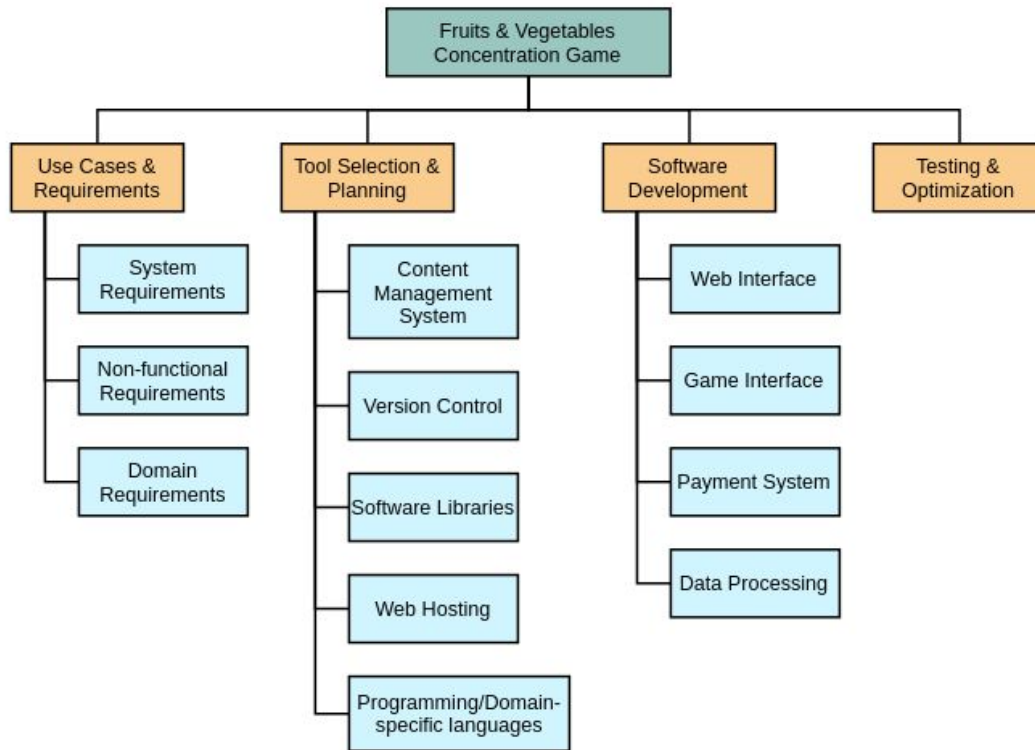 Fruits & Vegetables
Concentration Game
Use Cases &
Requirements
System
Requirements
Non-functional
Requirements
Domain
Requirements
Tool Selection &
Planning
Content
Management
System
Version Control
Software Libraries
Web Hosting
Programming/Domain-
specific languages
Software
Development
Web Interface
Game Interface
Payment System
Data Processing
Testing &
Optimization